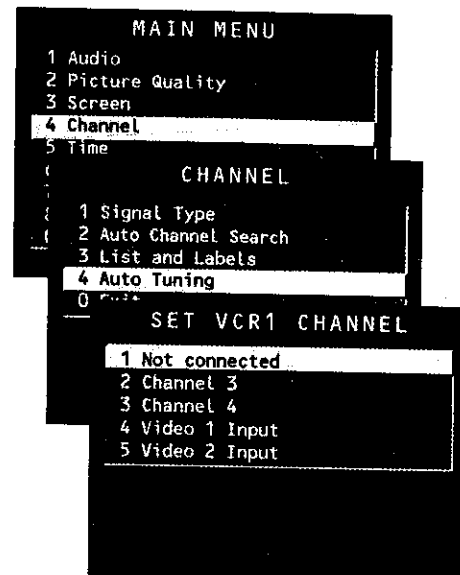 MAIN MENU
1 Audio
2 Picture Quality
3 Screen
4 Channel
5 Time
CHANNEL
1 Signal Type
2 Auto Channel Search
3 List and Labels
4 Auto Tuning
0
SET VCR1 CHANNEL
1 Not connected
2 Channel 3
3 Channel 4
4 Video 1 Input
5 Video 2 Input